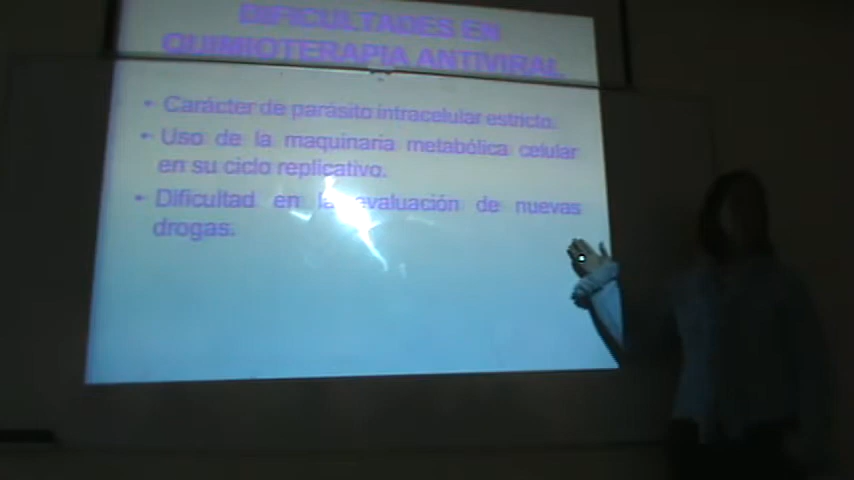 DIFICULTADES EN
QUIMIOTERAPIA ANTIVIRAL
• Carácter de parásito intracelular estricto.
• Uso de la maquinaria metabólica celular
en su ciclo replicativo.
• Dificultad en la evaluación de nuevas
drogas.